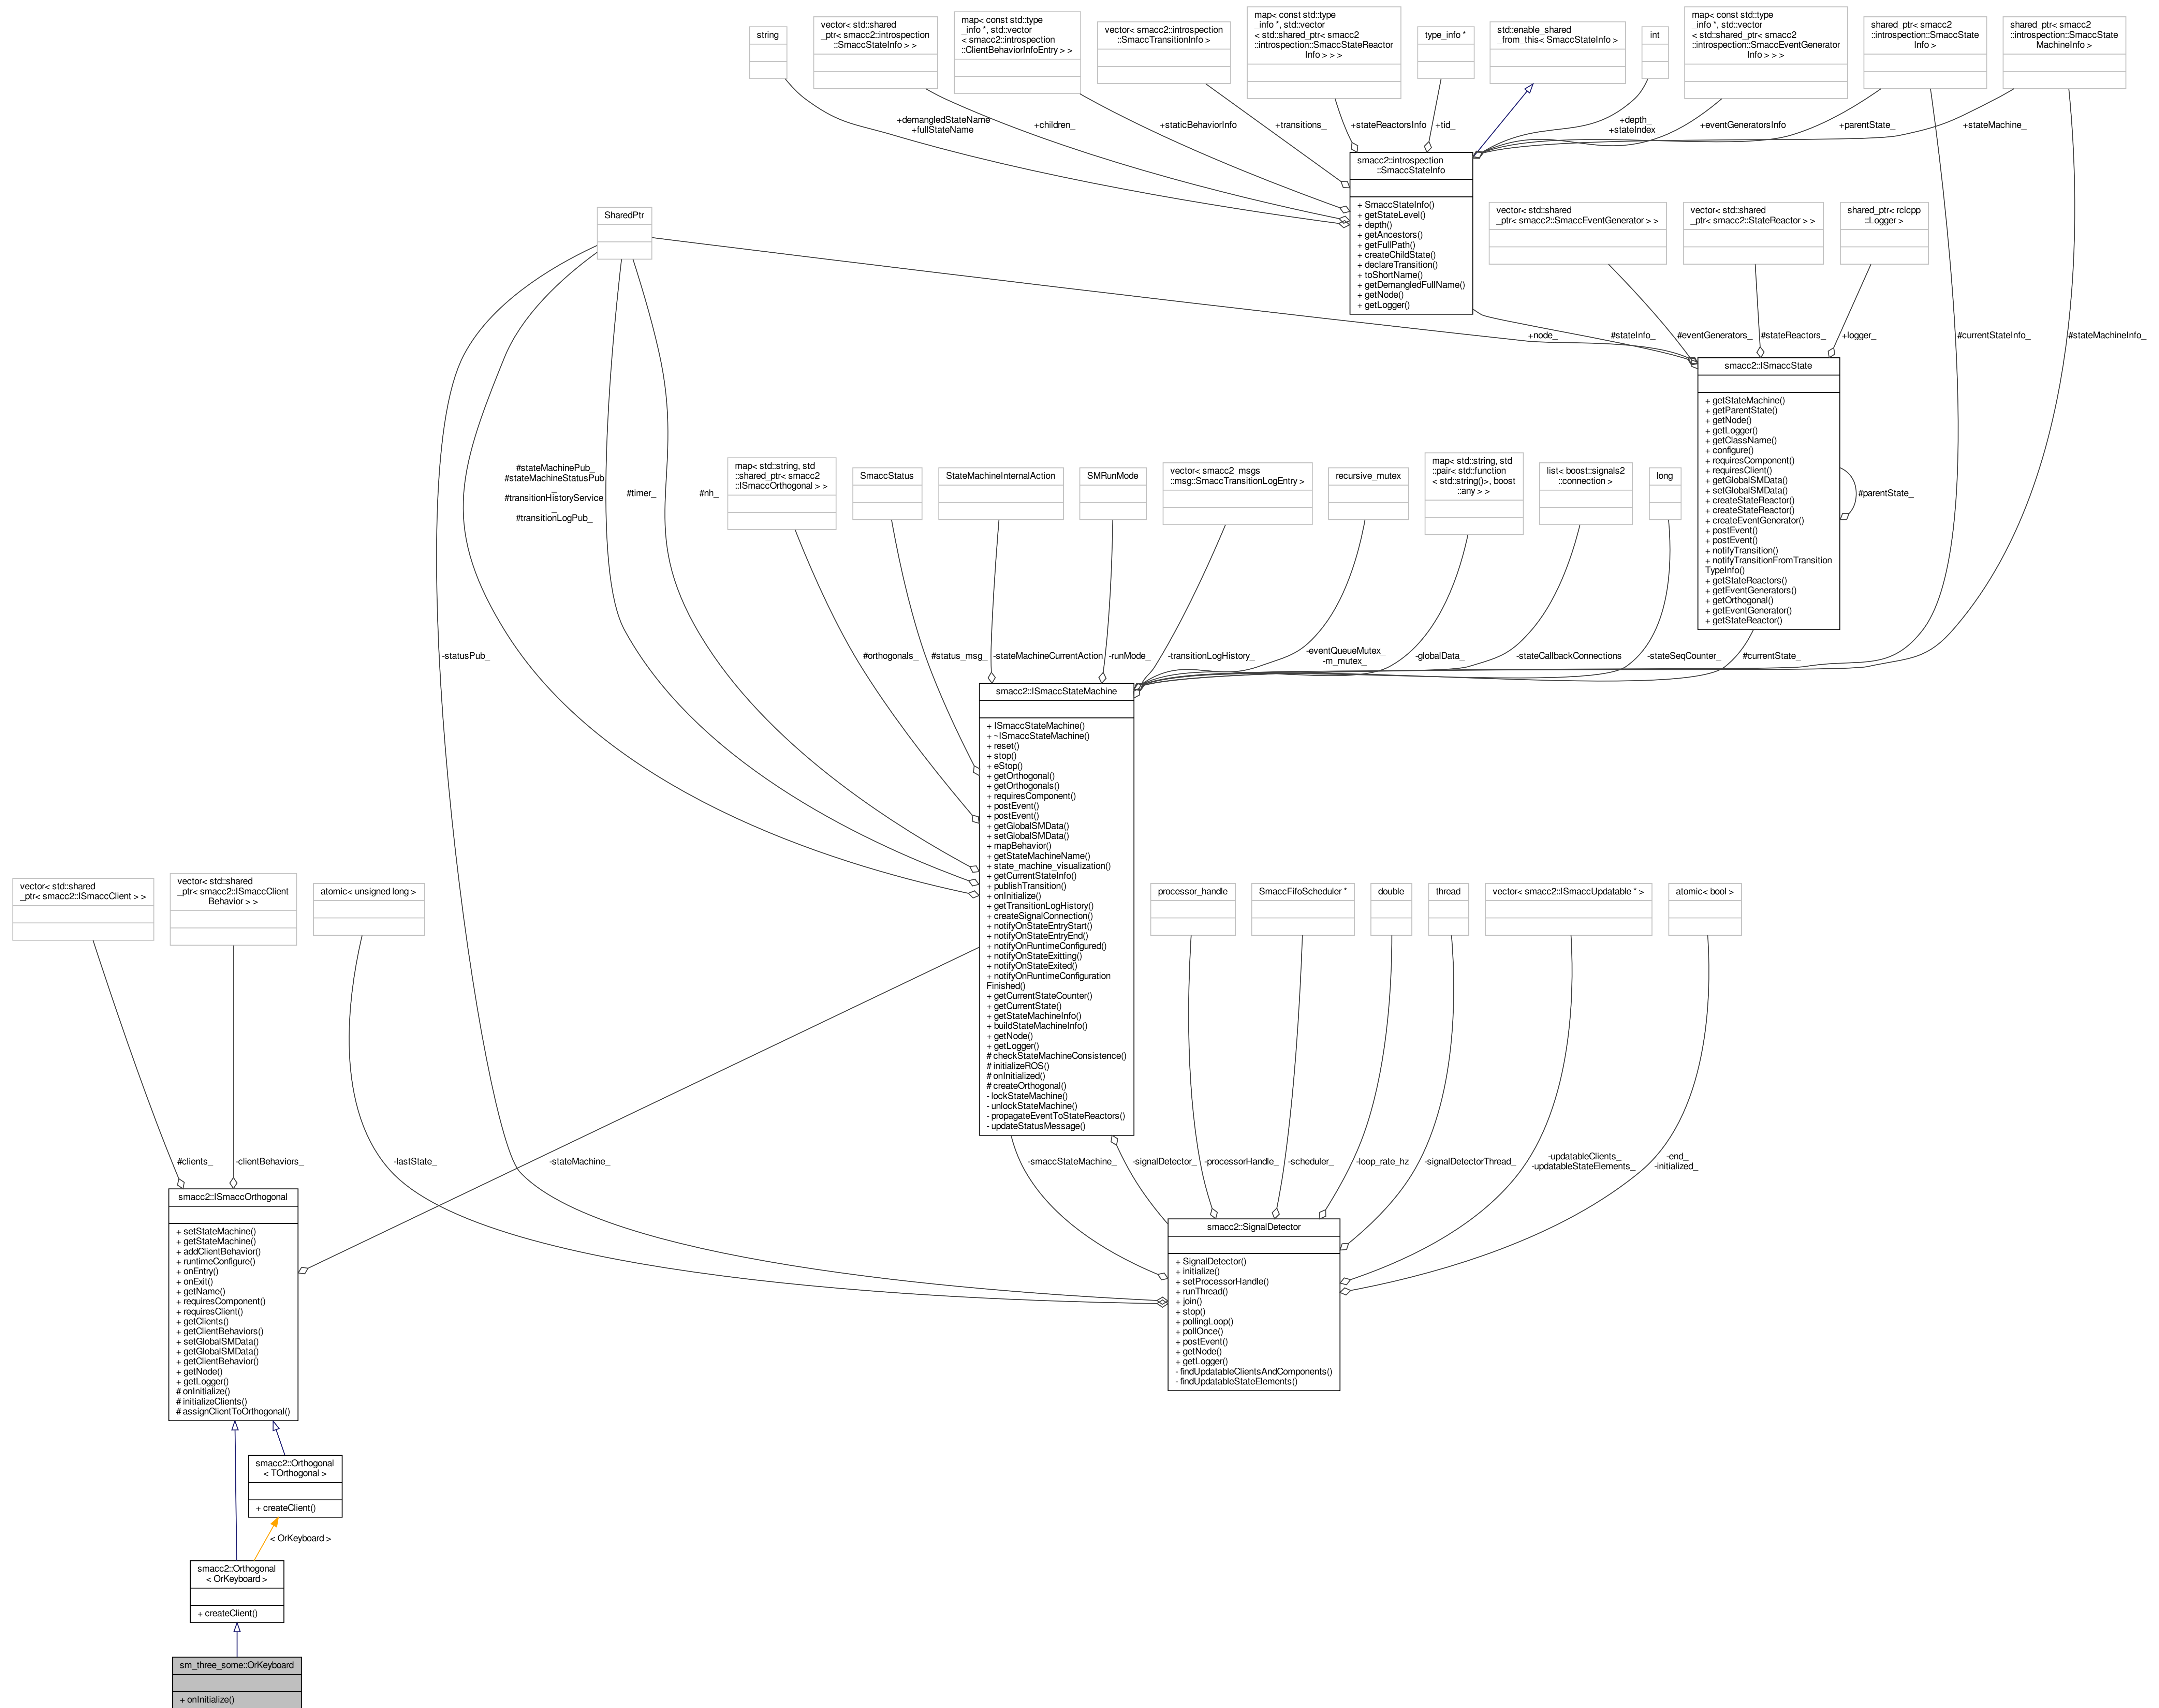 string
vector< std::shared
_ptr< smacc2::introspection
::SmaccStateInfo > >
map< const std::type
_info *, std::vector
< smacc2::introspection
::ClientBehaviorInfoEntry > >
vector< smacc2::introspection
::SmaccTransitionInfo >
map< const std::type
_info *, std::vector
< std::shared_ptr< smacc2
::introspection::SmaccStateReactor
Info > > >
type_info *
std::enable_shared
_from_this< SmaccStateInfo >
int
map< const std::type
_info *, std::vector
< std::shared_ptr< smacc2
::introspection::SmaccEventGenerator
Info > > >
shared_ptr< smacc2
::introspection::SmaccState
Info >
shared_ptr< smacc2
::introspection::SmaccState
MachineInfo >
+demangledStateName
+fullStateName
+children_
+staticBehaviorInfo
+transitions_
+stateReactorsInfo
+tid_
+depth_
+stateIndex_
+eventGeneratorsInfo
+parentState_
+stateMachine_
smacc2::introspection
::SmaccStateInfo
+ SmaccStateInfo()
+ getStateLevel()
+ depth()
+ getAncestors()
+ getFullPath()
+ createChildState()
+ declareTransition()
+ toShortName()
+ getDemangledFullName()
+ getNode()
+ getLogger()
SharedPtr
vector< std::shared
_ptr< smacc2::SmaccEventGenerator > >
vector< std::shared
_ptr< smacc2::StateReactor > >
shared_ptr< rclcpp
::Logger >
+node_
#stateInfo_
#eventGenerators_
#stateReactors_
+logger_
#currentStateInfo_
#stateMachineInfo_
smacc2::ISmaccState
+ getStateMachine()
+ getParentState()
+ getNode()
+ getLogger()
+ getClassName()
+ configure()
+ requiresComponent()
+ requiresClient()
+ getGlobalSMData()
+ setGlobalSMData()
+ createStateReactor()
+ createStateReactor()
+ createEventGenerator()
+ postEvent()
+ postEvent()
+ notifyTransition()
+ notifyTransitionFromTransition
TypeInfo()
+ getStateReactors()
+ getEventGenerators()
+ getOrthogonal()
+ getEventGenerator()
+ getStateReactor()
#parentState_
#stateMachinePub_
#stateMachineStatusPub
_
#transitionHistoryService
_
#transitionLogPub_
#timer_
#nh_
map< std::string, std
::shared_ptr< smacc2
::ISmaccOrthogonal > >
SmaccStatus
StateMachineInternalAction
SMRunMode
vector< smacc2_msgs
::msg::SmaccTransitionLogEntry >
recursive_mutex
map< std::string, std
::pair< std::function
< std::string()>, boost
::any > >
list< boost::signals2
::connection >
long
-statusPub_
#orthogonals_
#status_msg_
-stateMachineCurrentAction
-runMode_
-transitionLogHistory_
-eventQueueMutex_
-m_mutex_
-globalData_
-stateCallbackConnections
-stateSeqCounter_
#currentState_
smacc2::ISmaccStateMachine
+ ISmaccStateMachine()
+ ~ISmaccStateMachine()
+ reset()
+ stop()
+ eStop()
+ getOrthogonal()
+ getOrthogonals()
+ requiresComponent()
+ postEvent()
+ postEvent()
+ getGlobalSMData()
+ setGlobalSMData()
+ mapBehavior()
+ getStateMachineName()
+ state_machine_visualization()
+ getCurrentStateInfo()
+ publishTransition()
+ onInitialize()
+ getTransitionLogHistory()
+ createSignalConnection()
+ notifyOnStateEntryStart()
+ notifyOnStateEntryEnd()
+ notifyOnRuntimeConfigured()
+ notifyOnStateExitting()
+ notifyOnStateExited()
+ notifyOnRuntimeConfiguration
Finished()
+ getCurrentStateCounter()
+ getCurrentState()
+ getStateMachineInfo()
+ buildStateMachineInfo()
+ getNode()
+ getLogger()
# checkStateMachineConsistence()
# initializeROS()
# onInitialized()
# createOrthogonal()
- lockStateMachine()
- unlockStateMachine()
- propagateEventToStateReactors()
- updateStatusMessage()
vector< std::shared
_ptr< smacc2::ISmaccClient > >
vector< std::shared
_ptr< smacc2::ISmaccClient
Behavior > >
atomic< unsigned long >
processor_handle
SmaccFifoScheduler *
double
thread
vector< smacc2::ISmaccUpdatable * >
atomic< bool >
#clients_
-clientBehaviors_
-lastState_
-stateMachine_
-smaccStateMachine_
-signalDetector_
-processorHandle_
-scheduler_
-loop_rate_hz
-signalDetectorThread_
-updatableClients_
-updatableStateElements_
-end_
-initialized_
smacc2::ISmaccOrthogonal
+ setStateMachine()
+ getStateMachine()
+ addClientBehavior()
+ runtimeConfigure()
+ onEntry()
+ onExit()
+ getName()
+ requiresComponent()
+ requiresClient()
+ getClients()
+ getClientBehaviors()
+ setGlobalSMData()
+ getGlobalSMData()
+ getClientBehavior()
+ getNode()
+ getLogger()
# onInitialize()
# initializeClients()
# assignClientToOrthogonal()
smacc2::SignalDetector
+ SignalDetector()
+ initialize()
+ setProcessorHandle()
+ runThread()
+ join()
+ stop()
+ pollingLoop()
+ pollOnce()
+ postEvent()
+ getNode()
+ getLogger()
- findUpdatableClientsAndComponents()
- findUpdatableStateElements()
smacc2::Orthogonal
< TOrthogonal >
+ createClient()
< OrKeyboard >
smacc2::Orthogonal
< OrKeyboard >
+ createClient()
sm_three_some::OrKeyboard
+ onInitialize()